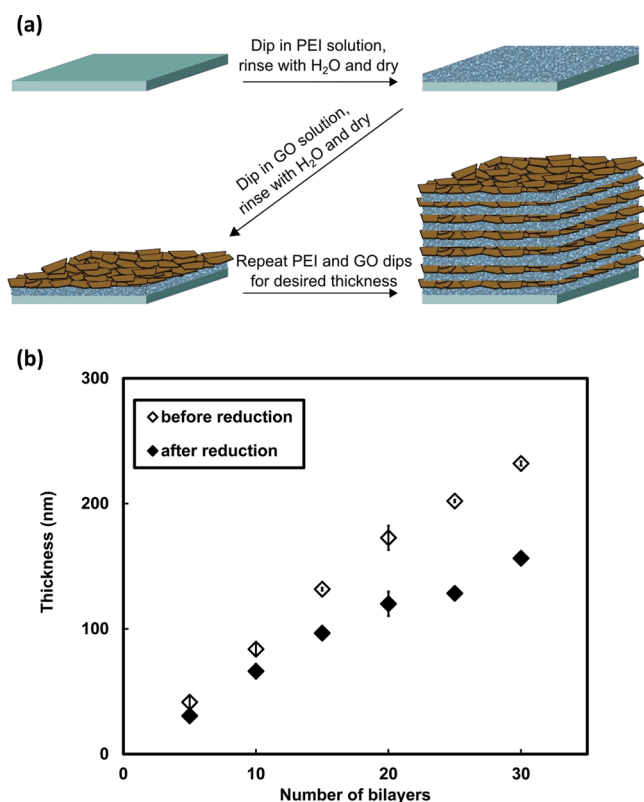 (a)
Dip in PEI solution,
rinse with H₂O and dry
Dip in GO solution,
rinse with H₂O and dry
Repeat PEI and GO dips
for desired thickness
(b)
300
before reduction
after reduction
200
Thickness (nm)
100
0
0
10
20
30
Number of bilayers